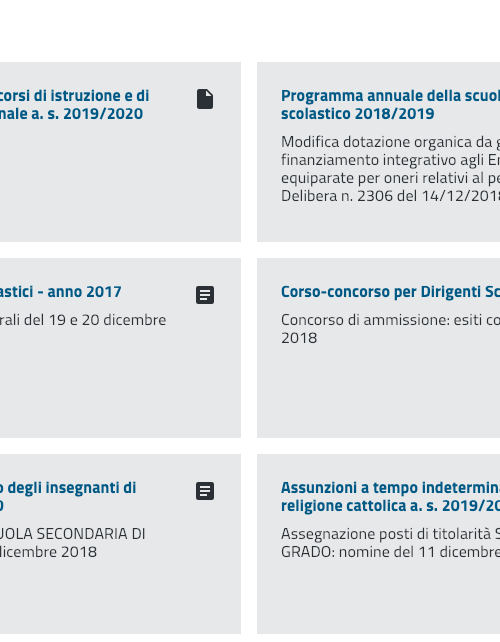 corsi di istruzione e di
nale a. s. 2019/2020
Programma annuale della scuol
scolastico 2018/2019
Modifica dotazione organica da g
finanziamento integrativo agli E
equiparate per oneri relativi al pe
Delibera n. 2306 del 14/12/2018
astici - anno 2017
rali del 19 e 20 dicembre
Corso-concorso per Dirigenti Sc
Concorso di ammissione: esiti co
2018
o degli insegnanti di
0
UOLA SECONDARIA DI
dicembre 2018
Assunzioni a tempo indetermina
religione cattolica a. s. 2019/20
Assegnazione posti di titolarità S
GRADO: nomine del 11 dicembre